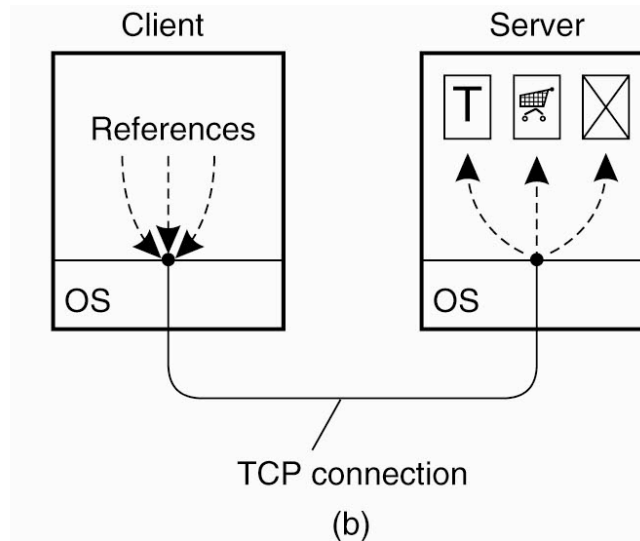 Client
Server
T
References
OS
OS
TCP connection
(b)